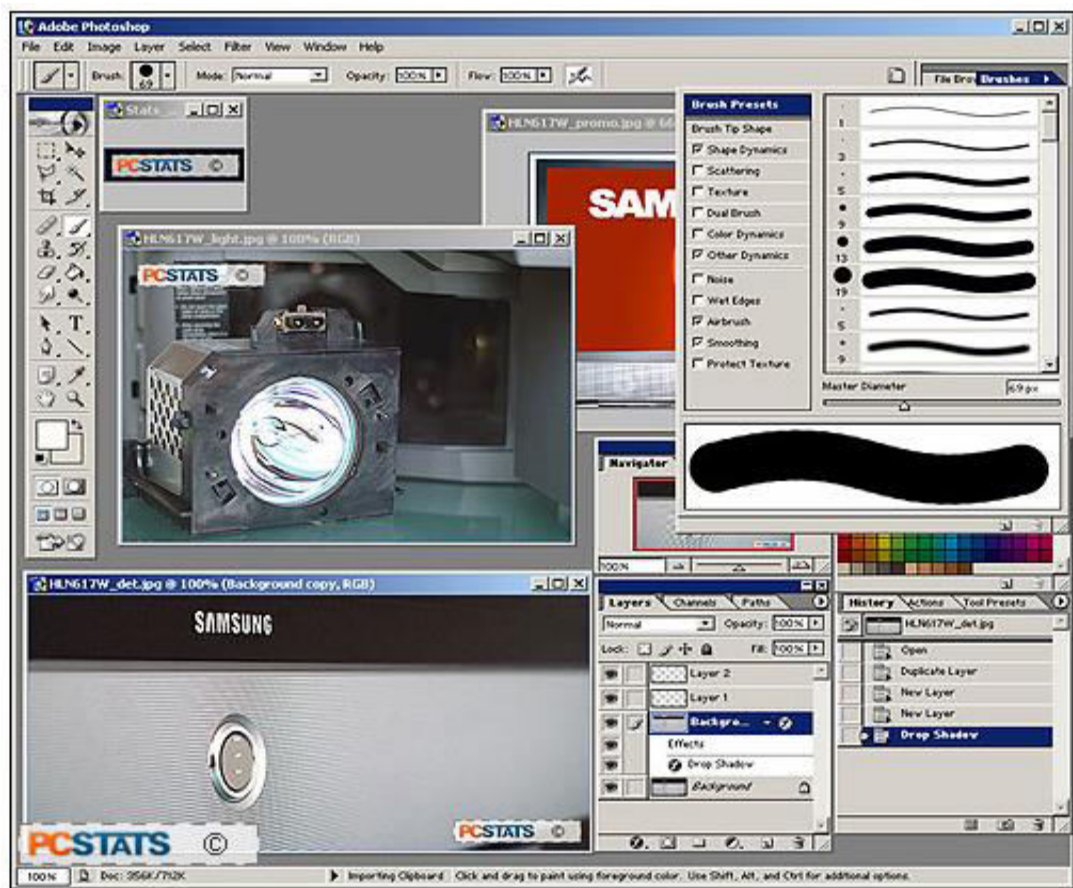 Adobe Photoshop
File Edit Image Layer Select Filter View Window Help
Brush: 69 Mode: Normal Opacity: 100% Flow: 100%
File Brow Brushes
Stats_
PCSTATS ©
HLN617W_promo.jpg @ 66
SAM
HLN617W_light.jpg @ 100% (RGB)
PCSTATS ©
Brush Presets
Brush Tip Shape
Shape Dynamics
Scattering
Texture
Dual Brush
Color Dynamics
Other Dynamics
Noise
Wet Edges
Airbrush
Smoothing
Protect Texture
1
3
5
9
13
19
5
9
Master Diameter 69 px
Navigator
100%
HLN617W_det.jpg @ 100% (Background copy, RGB)
SAMSUNG
PCSTATS ©
PCSTATS ©
Layers Channels Paths
Normal Opacity: 100%
Lock: Fill: 100%
Layer 2
Layer 1
Backgro...
Effects
Drop Shadow
Background
History Actions Tool Presets
HLN617W_det.jpg
Open
Duplicate Layer
New Layer
New Layer
Drop Shadow
100% Doc: 356K/712K Importing Clipboard Click and drag to paint using foreground color. Use Shift, Alt, and Ctrl for additional options.